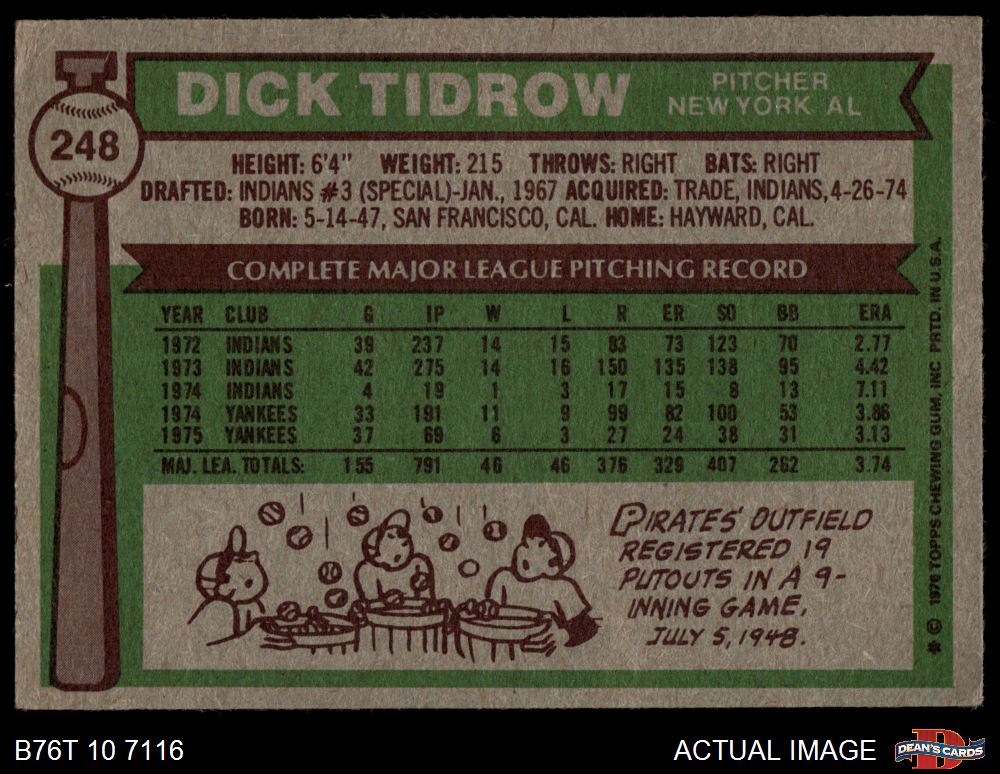 248
DICK TIDROW
PITCHER
NEW YORK AL
HEIGHT: 6'4" WEIGHT: 215 THROWS: RIGHT BATS: RIGHT
DRAFTED: INDIANS #3 (SPECIAL)-JAN., 1967 ACQUIRED: TRADE, INDIANS, 4-26-74
BORN: 5-14-47, SAN FRANCISCO, CAL. HOME: HAYWARD, CAL.
COMPLETE MAJOR LEAGUE PITCHING RECORD
YEAR CLUB G IP W L R ER SO BB ERA
1972 INDIANS 39 237 14 15 83 73 123 70 2.77
1973 INDIANS 42 275 14 16 150 135 138 95 4.42
1974 INDIANS 4 19 1 3 17 15 8 13 7.11
1974 YANKEES 33 191 11 9 99 82 100 53 3.86
1975 YANKEES 37 69 6 3 27 24 38 31 3.13
MAJ. LEA. TOTALS: 155 791 46 46 376 329 407 262 3.74
PIRATES' OUTFIELD
REGISTERED 19
PUTOUTS IN A 9-
INNING GAME,
JULY 5, 1948.
* © 1976 TOPPS CHEWING GUM, INC PRTD. IN U.S.A.
B76T 10 7116
ACTUAL IMAGE
D
DEAN'S CARDS